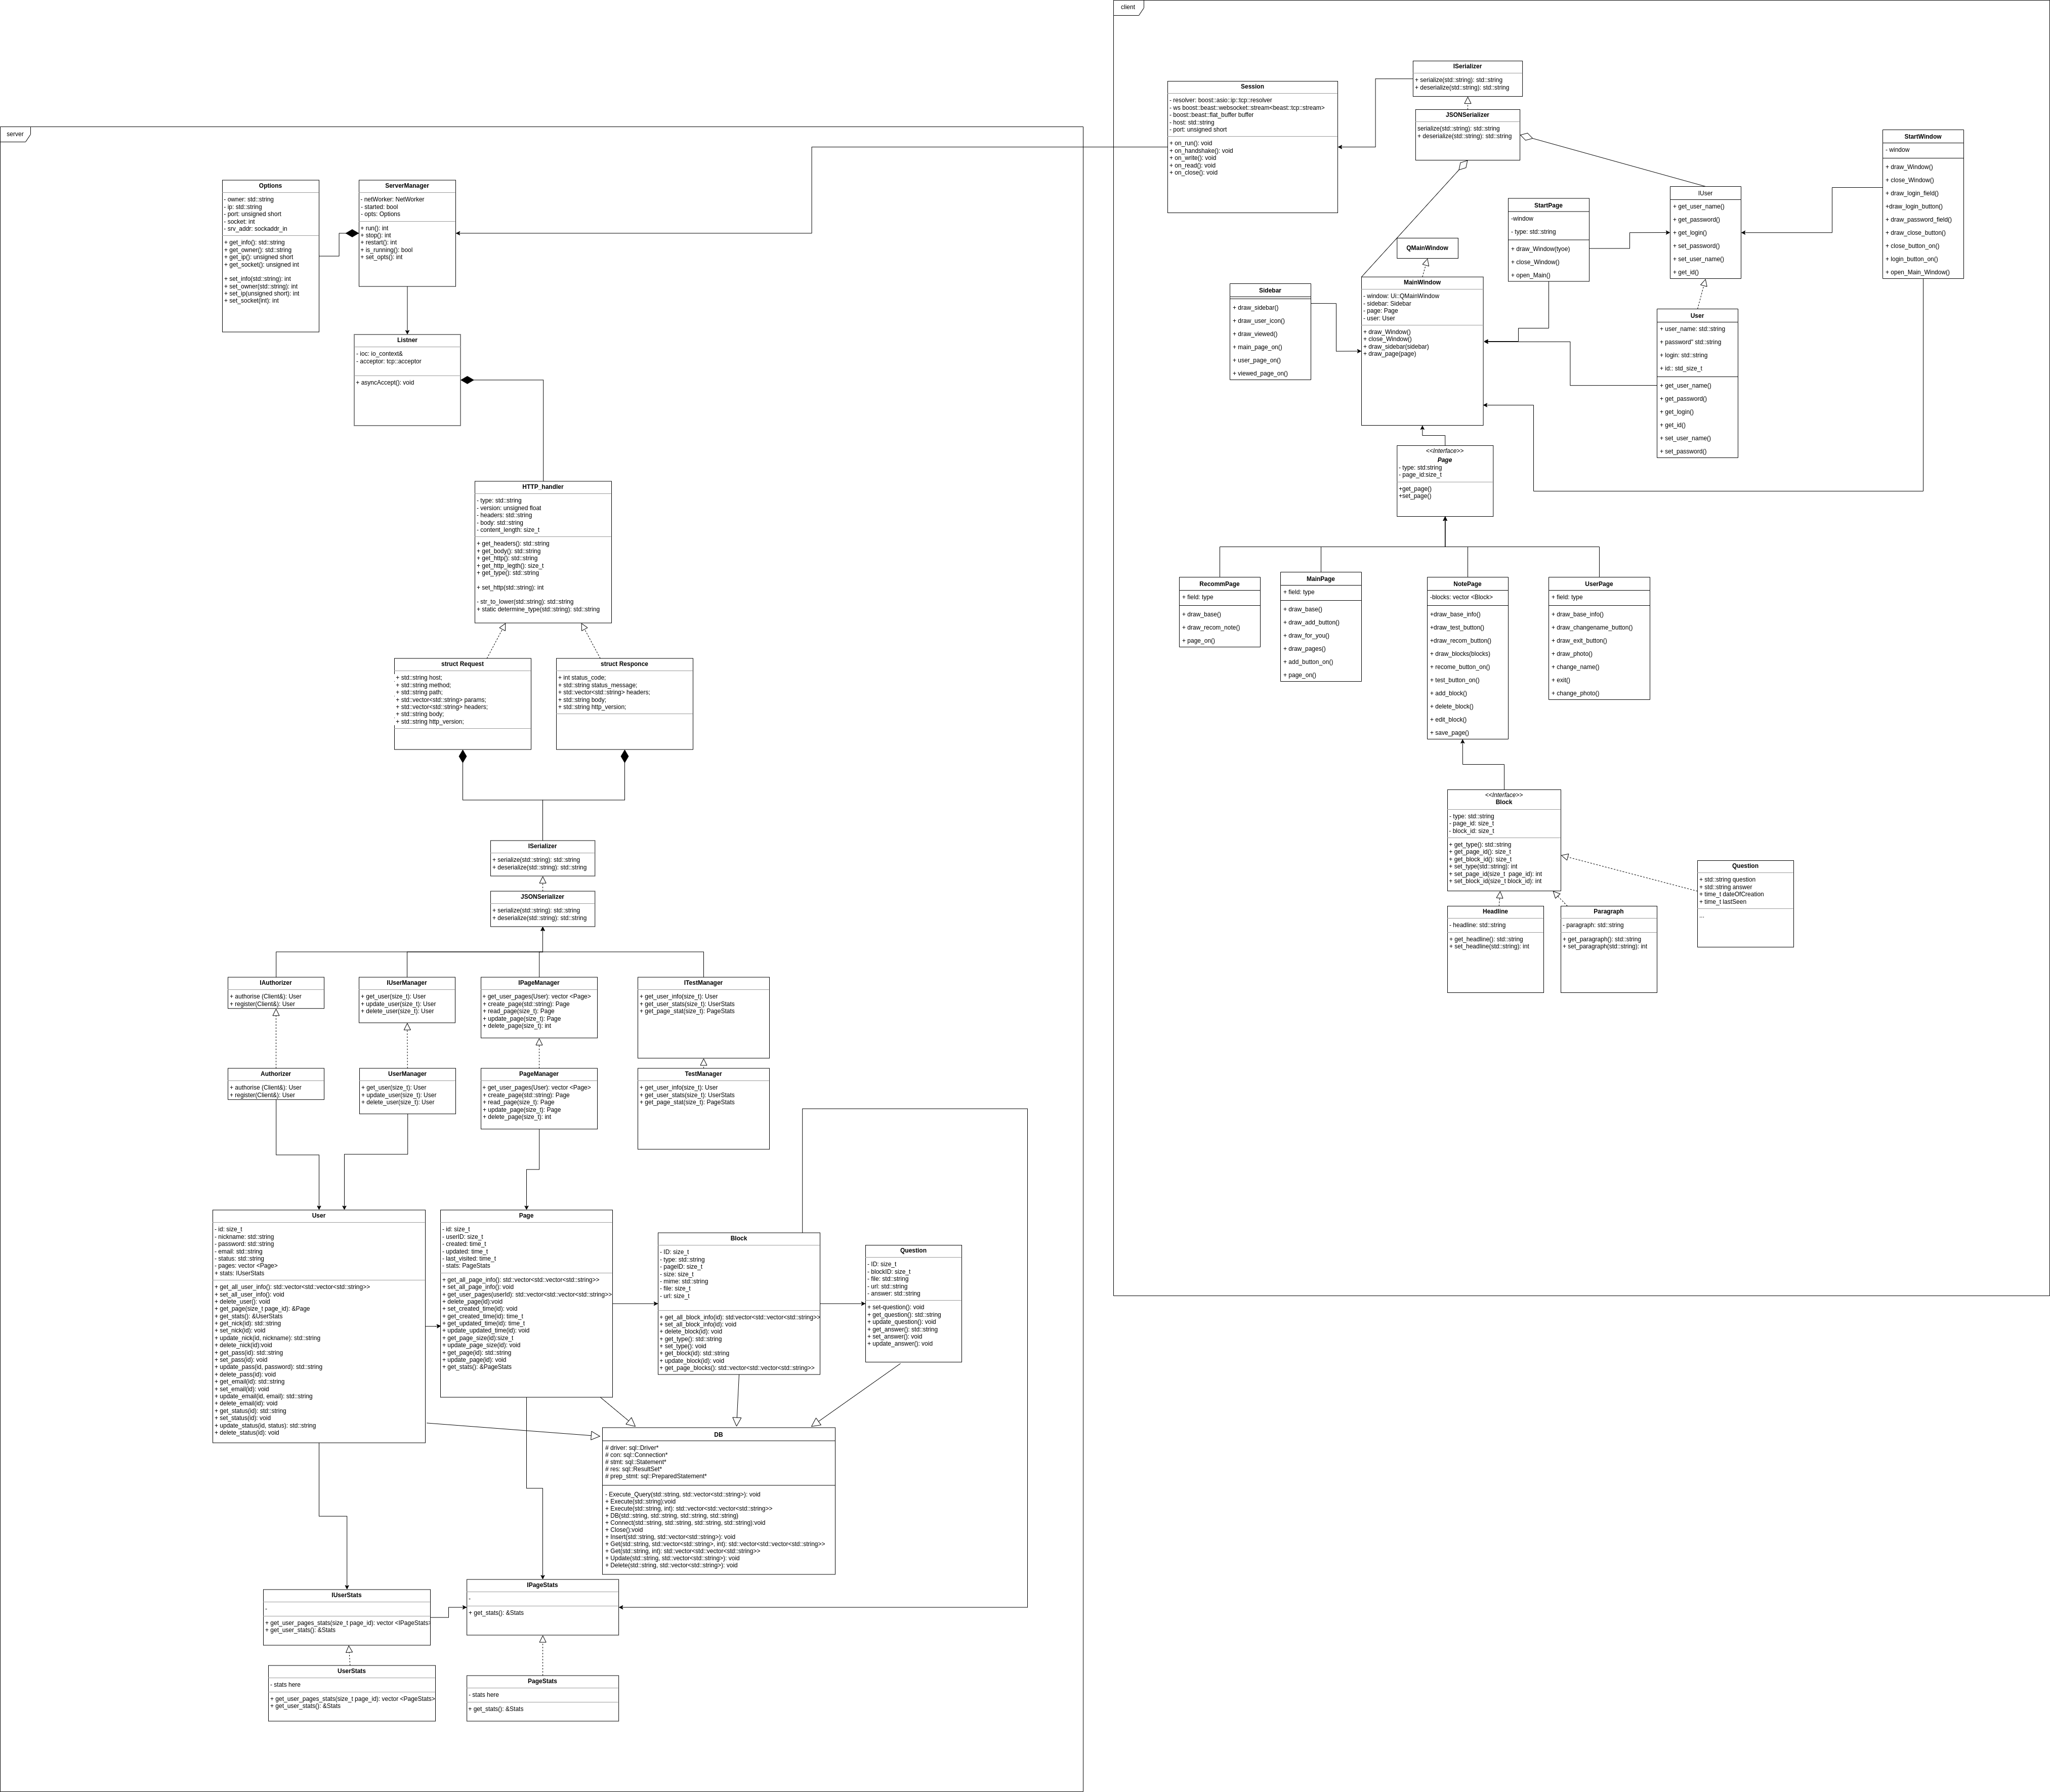 client
server
Session
- resolver: boost::asio::ip::tcp::resolver
- ws boost::beast::websocket::stream<beast::tcp::stream>
- boost::beast::flat_buffer buffer
- host: std::string
- port: unsigned short
+ on_run(): void
+ on_handshake(): void
+ on_write(): void
+ on_read(): void
+ on_close(): void
ISerializer
+ serialize(std::string): std::string
+ deserialize(std::string): std::string
JSONSerializer
serialize(std::string): std::string
+ deserialize(std::string): std::string
StartWindow
- window
+ draw_Window()
+ close_Window()
+ draw_login_field()
+draw_login_button()
+ draw_password_field()
+ draw_close_button()
+ close_button_on()
+ login_button_on()
+ open_Main_Window()
IUser
+ get_user_name()
+ get_password()
+ get_login()
+ set_password()
+ set_user_name()
+ get_id()
StartPage
-window
- type: std::string
+ draw_Window(tyoe)
+ close_Window()
+ open_Main()
QMainWindow
MainWindow
- window: Ui::QMainWindow
- sidebar: Sidebar
- page: Page
- user: User
+ draw_Window()
+ close_Window()
+ draw_sidebar(sidebar)
+ draw_page(page)
Sidebar
+ draw_sidebar()
+ draw_user_icon()
+ draw_viewed()
+ main_page_on()
+ user_page_on()
+ viewed_page_on()
User
+ user_name: std::string
+ password" std::string
+ login: std::string
+ id:: std_size_t
+ get_user_name()
+ get_password()
+ get_login()
+ get_id()
+ set_user_name()
+ set_password()
<<Interface>>
Page
- type: std:string
- page_id:size_t
+get_page()
+set_page()
RecommPage
+ field: type
+ draw_base()
+ draw_recom_note()
+ page_on()
MainPage
+ field: type
+ draw_base()
+ draw_add_button()
+ draw_for_you()
+ draw_pages()
+ add_button_on()
+ page_on()
NotePage
-blocks: vector <Block>
+draw_base_info()
+draw_test_button()
+draw_recom_button()
+ draw_blocks(blocks)
+ recome_button_on()
+ test_button_on()
+ add_block()
+ delete_block()
+ edit_block()
+ save_page()
UserPage
+ field: type
+ draw_base_info()
+ draw_changename_button()
+ draw_exit_button()
+ draw_photo()
+ change_name()
+ exit()
+ change_photo()
<<Interface>>
Block
- type: std::string
- page_id: size_t
- block_id: size_t
+ get_type(): std::string
+ get_page_id(): size_t
+ get_block_id(): size_t
+ set_type(std::string): int
+ set_page_id(size_t page_id): int
+ set_block_id(size_t block_id): int
Question
+ std::string question
+ std::string answer
+ time_t dateOfCreation
+ time_t lastSeen
...
Headline
- headline: std::string
+ get_headline(): std::string
+ set_headline(std::string): int
Paragraph
- paragraph: std::string
+ get_paragraph(): std::string
+ set_paragraph(std::string): int
Options
- owner: std::string
- ip: std::string
- port: unsigned short
- socket: int
- srv_addr: sockaddr_in
+ get_info(): std::string
+ get_owner(): std::string
+ get_ip(): unsigned short
+ get_socket(): unsigned int
+ set_info(std::string): int
+ set_owner(std::string): int
+ set_ip(unsigned short): int
+ set_socket(int): int
ServerManager
- netWorker: NetWorker
- started: bool
- opts: Options
+ run(): int
+ stop(): int
+ restart(): int
+ is_running(): bool
+ set_opts(): int
Listner
- ioc: io_context&
- acceptor: tcp::acceptor
+ asyncAccept(): void
HTTP_handler
- type: std::string
- version: unsigned float
- headers: std::string
- body: std::string
- content_length: size_t
+ get_headers(): std::string
+ get_body(): std::string
+ get_http(): std::string
+ get_http_legth(): size_t
+ get_type(): std::string
+ set_http(std::string): int
- str_to_lower(std::string): std::string
+ static determine_type(std::string): std::string
struct Request
+ std::string host;
+ std::string method;
+ std::string path;
+ std::vector<std::string> params;
+ std::vector<std::string> headers;
+ std::string body;
+ std::string http_version;
struct Responce
+ int status_code;
+ std::string status_message;
+ std::vector<std::string> headers;
+ std::string body;
+ std::string http_version;
ISerializer
+ serialize(std::string): std::string
+ deserialize(std::string): std::string
JSONSerializer
+ serialize(std::string): std::string
+ deserialize(std::string): std::string
IAuthorizer
+ authorise (Client&): User
+ register(Client&): User
IUserManager
+ get_user(size_t): User
+ update_user(size_t): User
+ delete_user(size_t): User
IPageManager
+ get_user_pages(User): vector <Page>
+ create_page(std::string): Page
+ read_page(size_t): Page
+ update_page(size_t): Page
+ delete_page(size_t): int
ITestManager
+ get_user_info(size_t): User
+ get_user_stats(size_t): UserStats
+ get_page_stat(size_t): PageStats
Authorizer
+ authorise (Client&): User
+ register(Client&): User
UserManager
+ get_user(size_t): User
+ update_user(size_t): User
+ delete_user(size_t): User
PageManager
+ get_user_pages(User): vector <Page>
+ create_page(std::string): Page
+ read_page(size_t): Page
+ update_page(size_t): Page
+ delete_page(size_t): int
TestManager
+ get_user_info(size_t): User
+ get_user_stats(size_t): UserStats
+ get_page_stat(size_t): PageStats
User
- id: size_t
- nickname: std::string
- password: std::string
- email: std::string
- status: std::string
- pages: vector <Page>
+ stats: IUserStats
+ get_all_user_info(): std::vector<std::vector<std::string>>
+ set_all_user_info(): void
+ delete_user(): void
+ get_page(size_t page_id): &Page
+ get_stats(): &UserStats
+ get_nick(id): std::string
+ set_nick(id): void
+ update_nick(id, nickname): std::string
+ delete_nick(id):void
+ get_pass(id): std::string
+ set_pass(id): void
+ update_pass(id, password): std::string
+ delete_pass(id): void
+ get_email(id): std::string
+ set_email(id): void
+ update_email(id, email): std::string
+ delete_email(id): void
+ get_status(id): std::string
+ set_status(id): void
+ update_status(id, status): std::string
+ delete_status(id): void
Page
- id: size_t
- userID: size_t
- created: time_t
- updated: time_t
- last_visited: time_t
- stats: PageStats
+ get_all_page_info(): std::vector<std::vector<std::string>>
+ set_all_page_info(): void
+ get_user_pages(userId): std::vector<std::vector<std::string>>
+ delete_page(id):void
+ set_created_time(id): void
+ get_created_time(id): time_t
+ get_updated_time(id): time_t
+ update_updated_time(id): void
+ get_page_size(id):size_t
+ update_page_size(id): void
+ get_page(id): std::string
+ update_page(id): void
+ get_stats(): &PageStats
Block
- ID: size_t
- type: std::string
- pageID: size_t
- size: size_t
- mime: std::string
- file: size_t
- url: size_t
+ get_all_block_info(id): std:vector<std::vector<std::string>>
+ set_all_block_info(id): void
+ delete_block(id): void
+ get_type(): std::string
+ set_type(): void
+ get_block(id): std::string
+ update_block(id): void
+ get_page_blocks(): std::vector<std::vector<std::string>>
Question
- ID: size_t
- blockID: size_t
- file: std::string
- url: std::string
- answer: std::string
+ set-question(): void
+ get_question(): std::string
+ update_question(): void
+ get_answer(): std::string
+ set_answer(): void
+ update_answer(): void
DB
# driver: sql::Driver*
# con: sql::Connection*
# stmt: sql::Statement*
# res: sql::ResultSet*
# prep_stmt: sql::PreparedStatement*
- Execute_Query(std::string, std::vector<std::string>): void
+ Execute(std::string):void
+ Execute(std::string, int): std::vector<std::vector<std::string>>
+ DB(std::string, std::string, std::string, std::string)
+ Connect(std::string, std::string, std::string, std::string):void
+ Close():void
+ Insert(std::string, std::vector<std::string>): void
+ Get(std::string, std::vector<std::string>, int): std::vector<std::vector<std::string>>
+ Get(std::string, int): std::vector<std::vector<std::string>>
+ Update(std::string, std::vector<std::string>): void
+ Delete(std::string, std::vector<std::string>): void
IUserStats
-
+ get_user_pages_stats(size_t page_id): vector <IPageStats>
+ get_user_stats(): &Stats
IPageStats
-
+ get_stats(): &Stats
UserStats
- stats here
+ get_user_pages_stats(size_t page_id): vector <PageStats>
+ get_user_stats(): &Stats
PageStats
- stats here
+ get_stats(): &Stats